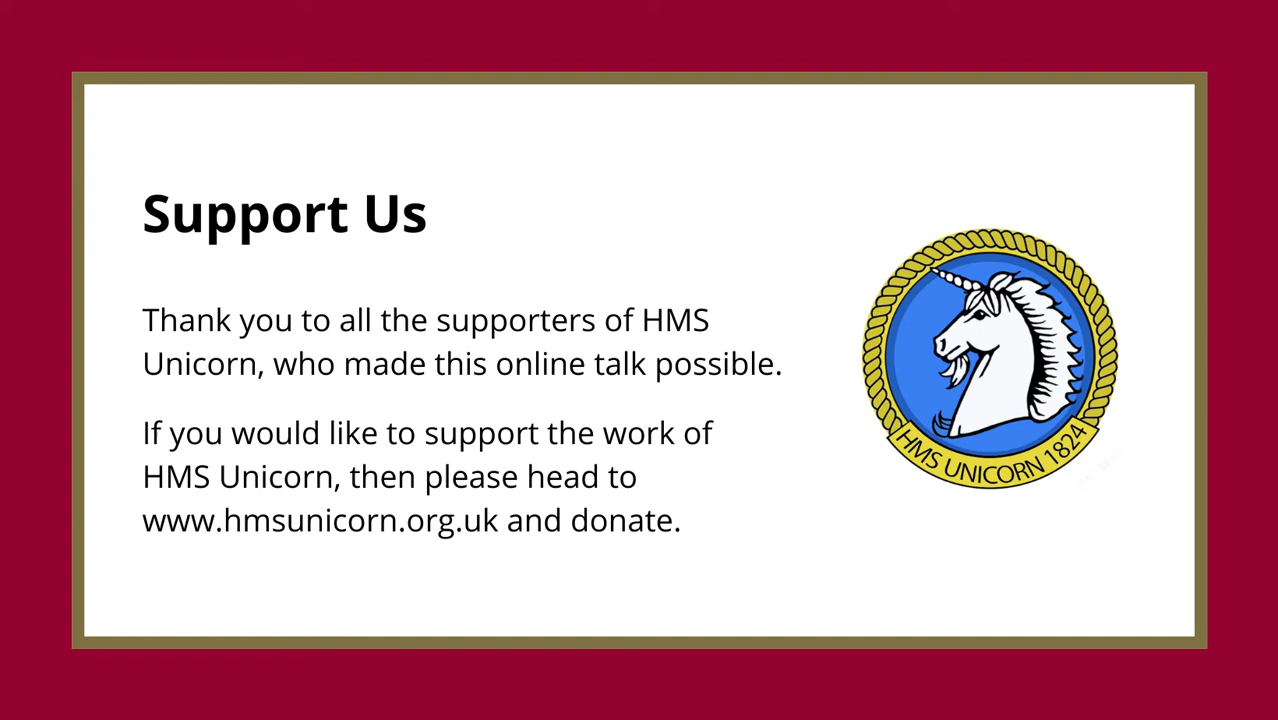 Support Us
Thank you to all the supporters of HMS
Unicorn, who made this online talk possible.
If you would like to support the work of
HMS Unicorn, then please head to
www.hmsunicorn.org.uk and donate.
HMS UNICORN 1824